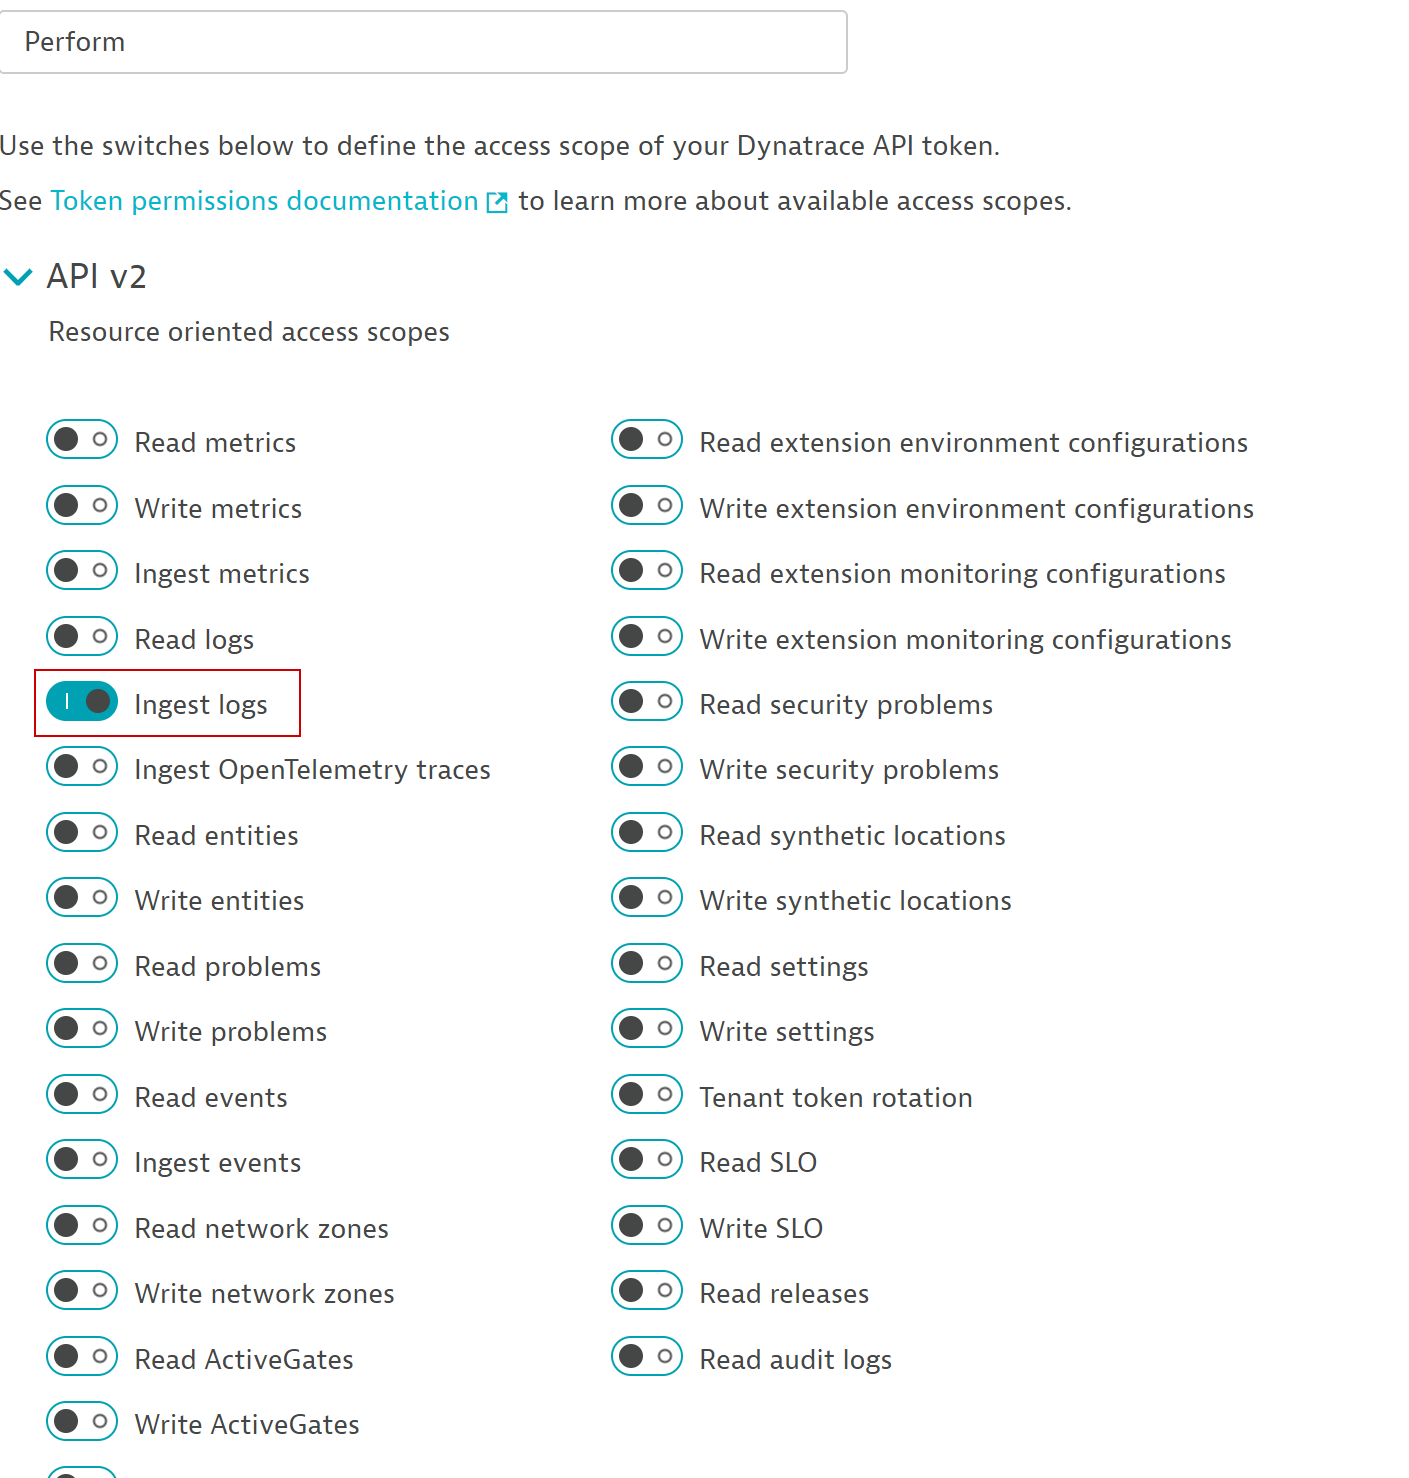 Perform
Use the switches below to define the access scope of your Dynatrace API token.
See Token permissions documentation to learn more about available access scopes.
API v2
Resource oriented access scopes
Read metrics
Write metrics
Ingest metrics
Read logs
Ingest logs
Ingest OpenTelemetry traces
Read entities
Write entities
Read problems
Write problems
Read events
Ingest events
Read network zones
Write network zones
Read ActiveGates
Write ActiveGates
Read extension environment configurations
Write extension environment configurations
Read extension monitoring configurations
Write extension monitoring configurations
Read security problems
Write security problems
Read synthetic locations
Write synthetic locations
Read settings
Write settings
Tenant token rotation
Read SLO
Write SLO
Read releases
Read audit logs